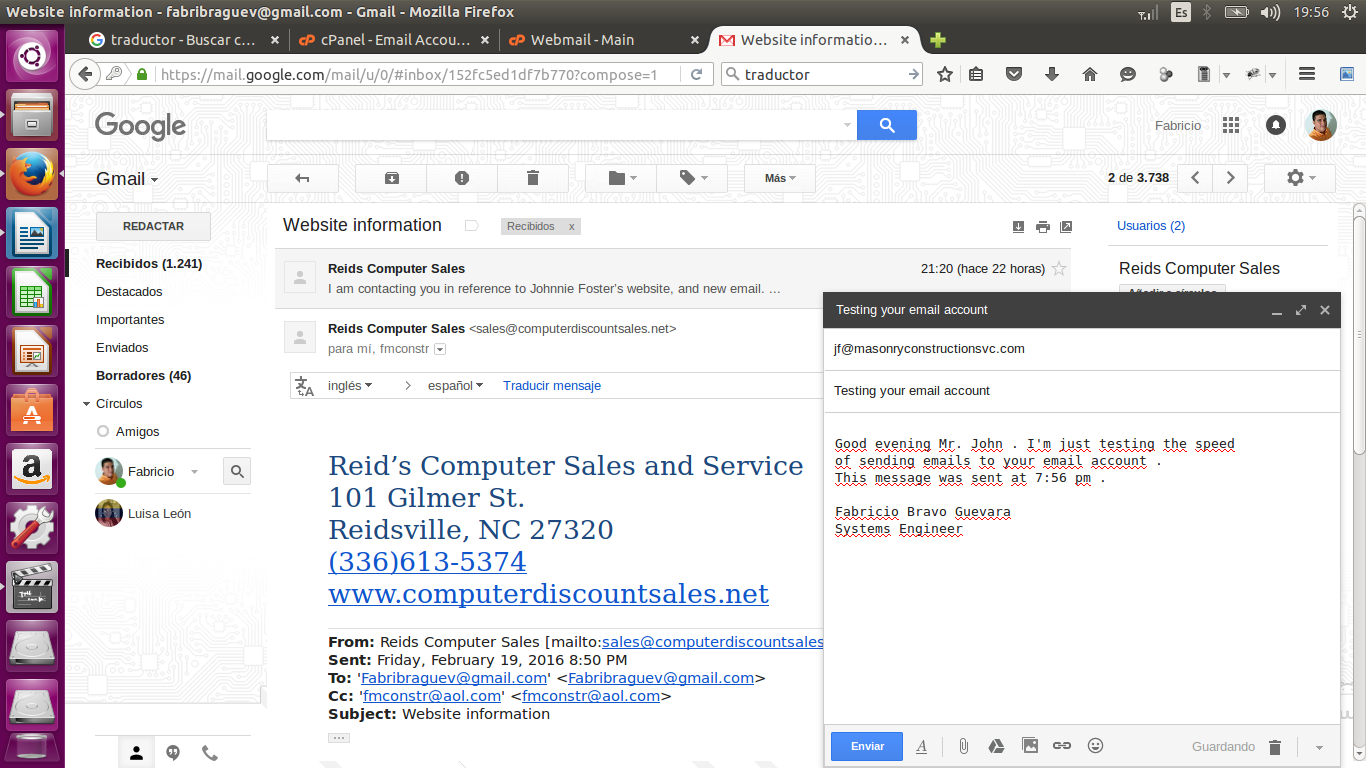 Website information - fabribraguev@gmail.com - Gmail - Mozilla Firefox
Es
19:56
traductor - Buscar c...
cPanel - Email Accou...
Webmail - Main
Website informatio...
https://mail.google.com/mail/u/0/#inbox/152fc5ed1df7b770?compose=1
traductor
Google
Fabricio
Gmail
Más
2 de 3.738
REDACTAR
Recibidos (1.241)
Destacados
Importantes
Enviados
Borradores (46)
Círculos
Amigos
Fabricio
Luisa León
Website information
Recibidos x
Reids Computer Sales
21:20 (hace 22 horas)
I am contacting you in reference to Johnnie Foster's website, and new email. ...
Reids Computer Sales <sales@computerdiscountsales.net>
para mí, fmconstr
inglés
español
Traducir mensaje
Reid’s Computer Sales and Service
101 Gilmer St.
Reidsville, NC 27320
(336)613-5374
www.computerdiscountsales.net
From: Reids Computer Sales [mailto:sales@computerdiscountsales
Sent: Friday, February 19, 2016 8:50 PM
To: 'Fabribraguev@gmail.com' <Fabribraguev@gmail.com>
Cc: 'fmconstr@aol.com' <fmconstr@aol.com>
Subject: Website information
Usuarios (2)
Reids Computer Sales
Añadir a círculos
Testing your email account
jf@masonryconstructionsvc.com
Testing your email account
Good evening Mr. John . I'm just testing the speed
of sending emails to your email account .
This message was sent at 7:56 pm .
Fabricio Bravo Guevara
Systems Engineer
Enviar
Guardando